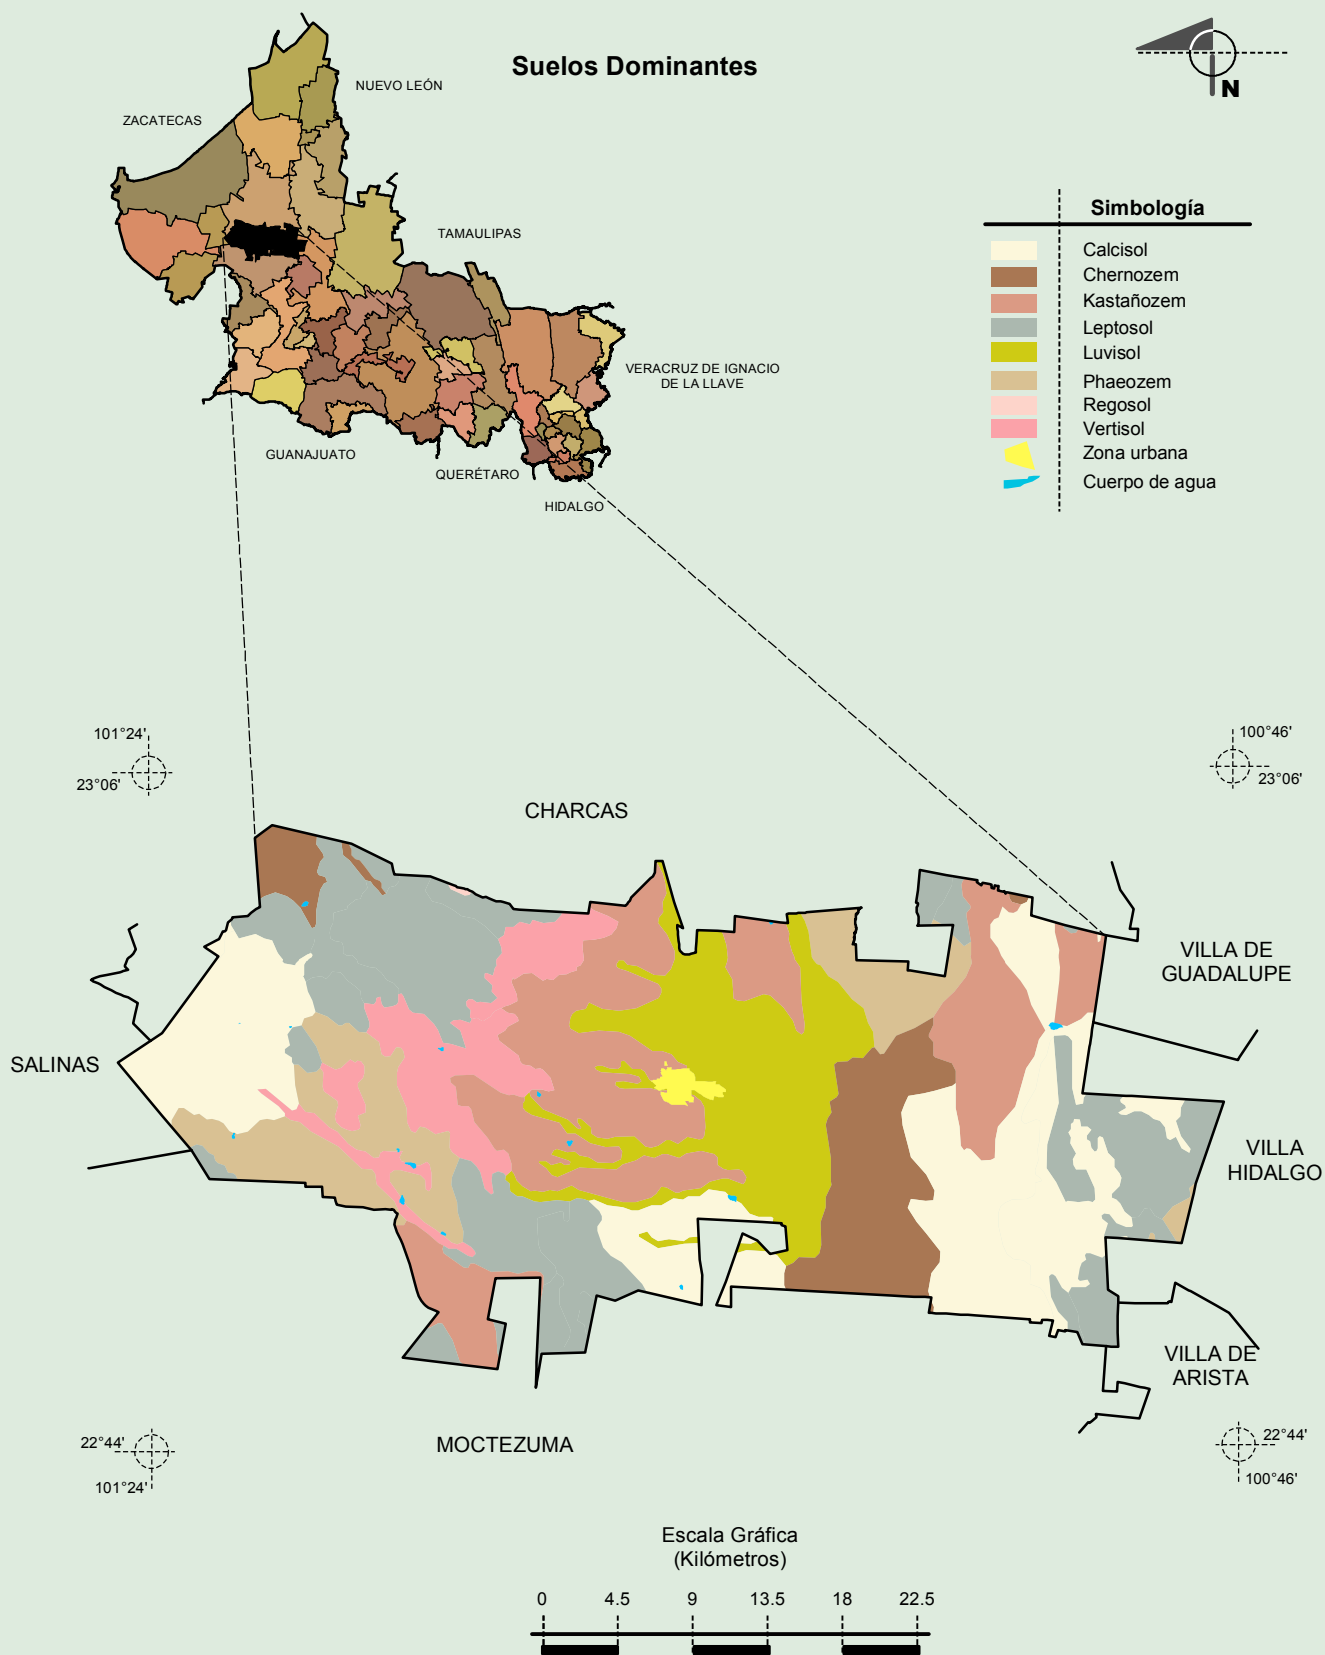 Suelos Dominantes
N
NUEVO LEÓN
ZACATECAS
TAMAULIPAS
VERACRUZ DE IGNACIO
DE LA LLAVE
GUANAJUATO
QUERÉTARO
HIDALGO
Simbología
Calcisol
Chernozem
Kastañozem
Leptosol
Luvisol
Phaeozem
Regosol
Vertisol
Zona urbana
Cuerpo de agua
101°24'
23°06'
100°46'
23°06'
CHARCAS
SALINAS
VILLA DE
GUADALUPE
VILLA
HIDALGO
VILLA DE
ARISTA
MOCTEZUMA
22°44'
101°24'
22°44'
100°46'
Escala Gráfica
(Kilómetros)
0 4.5 9 13.5 18 22.5